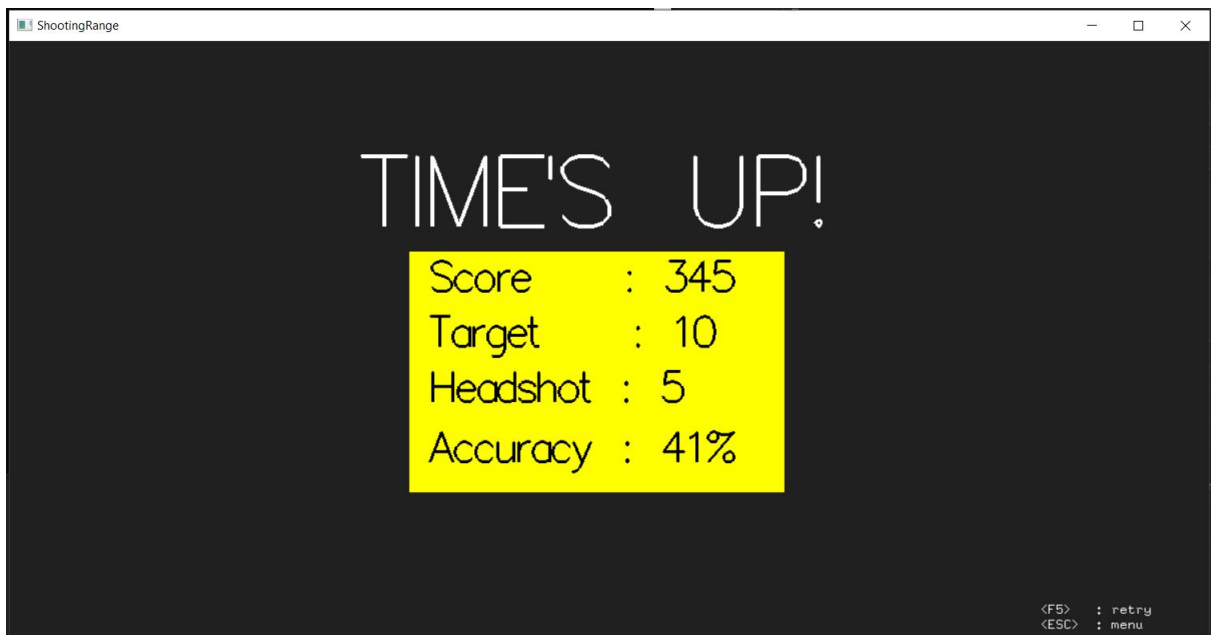 ShootingRange
TIME'S UP!
Score : 345
Target : 10
Headshot : 5
Accuracy : 41%
<F5> : retry
<ESC> : menu